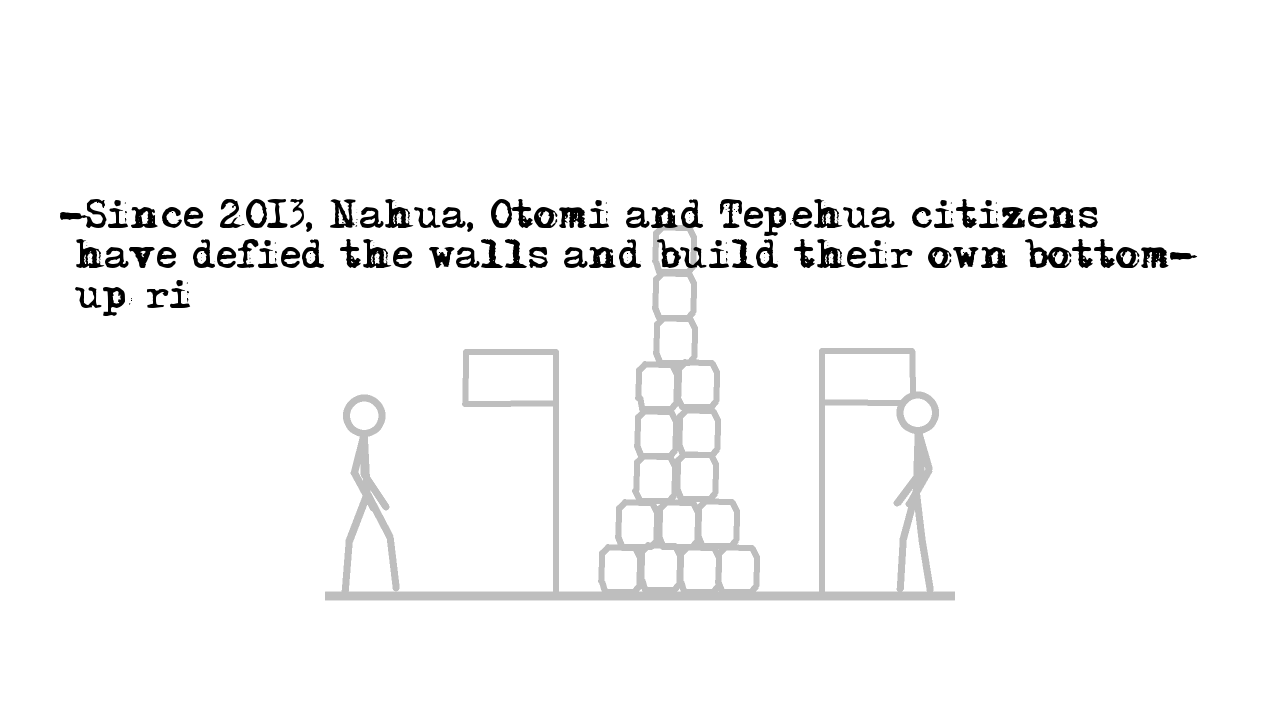 -Since 2013, Nahua, Otomi and Tepehua citizens
have defied the walls and build their own bottom-
up ri